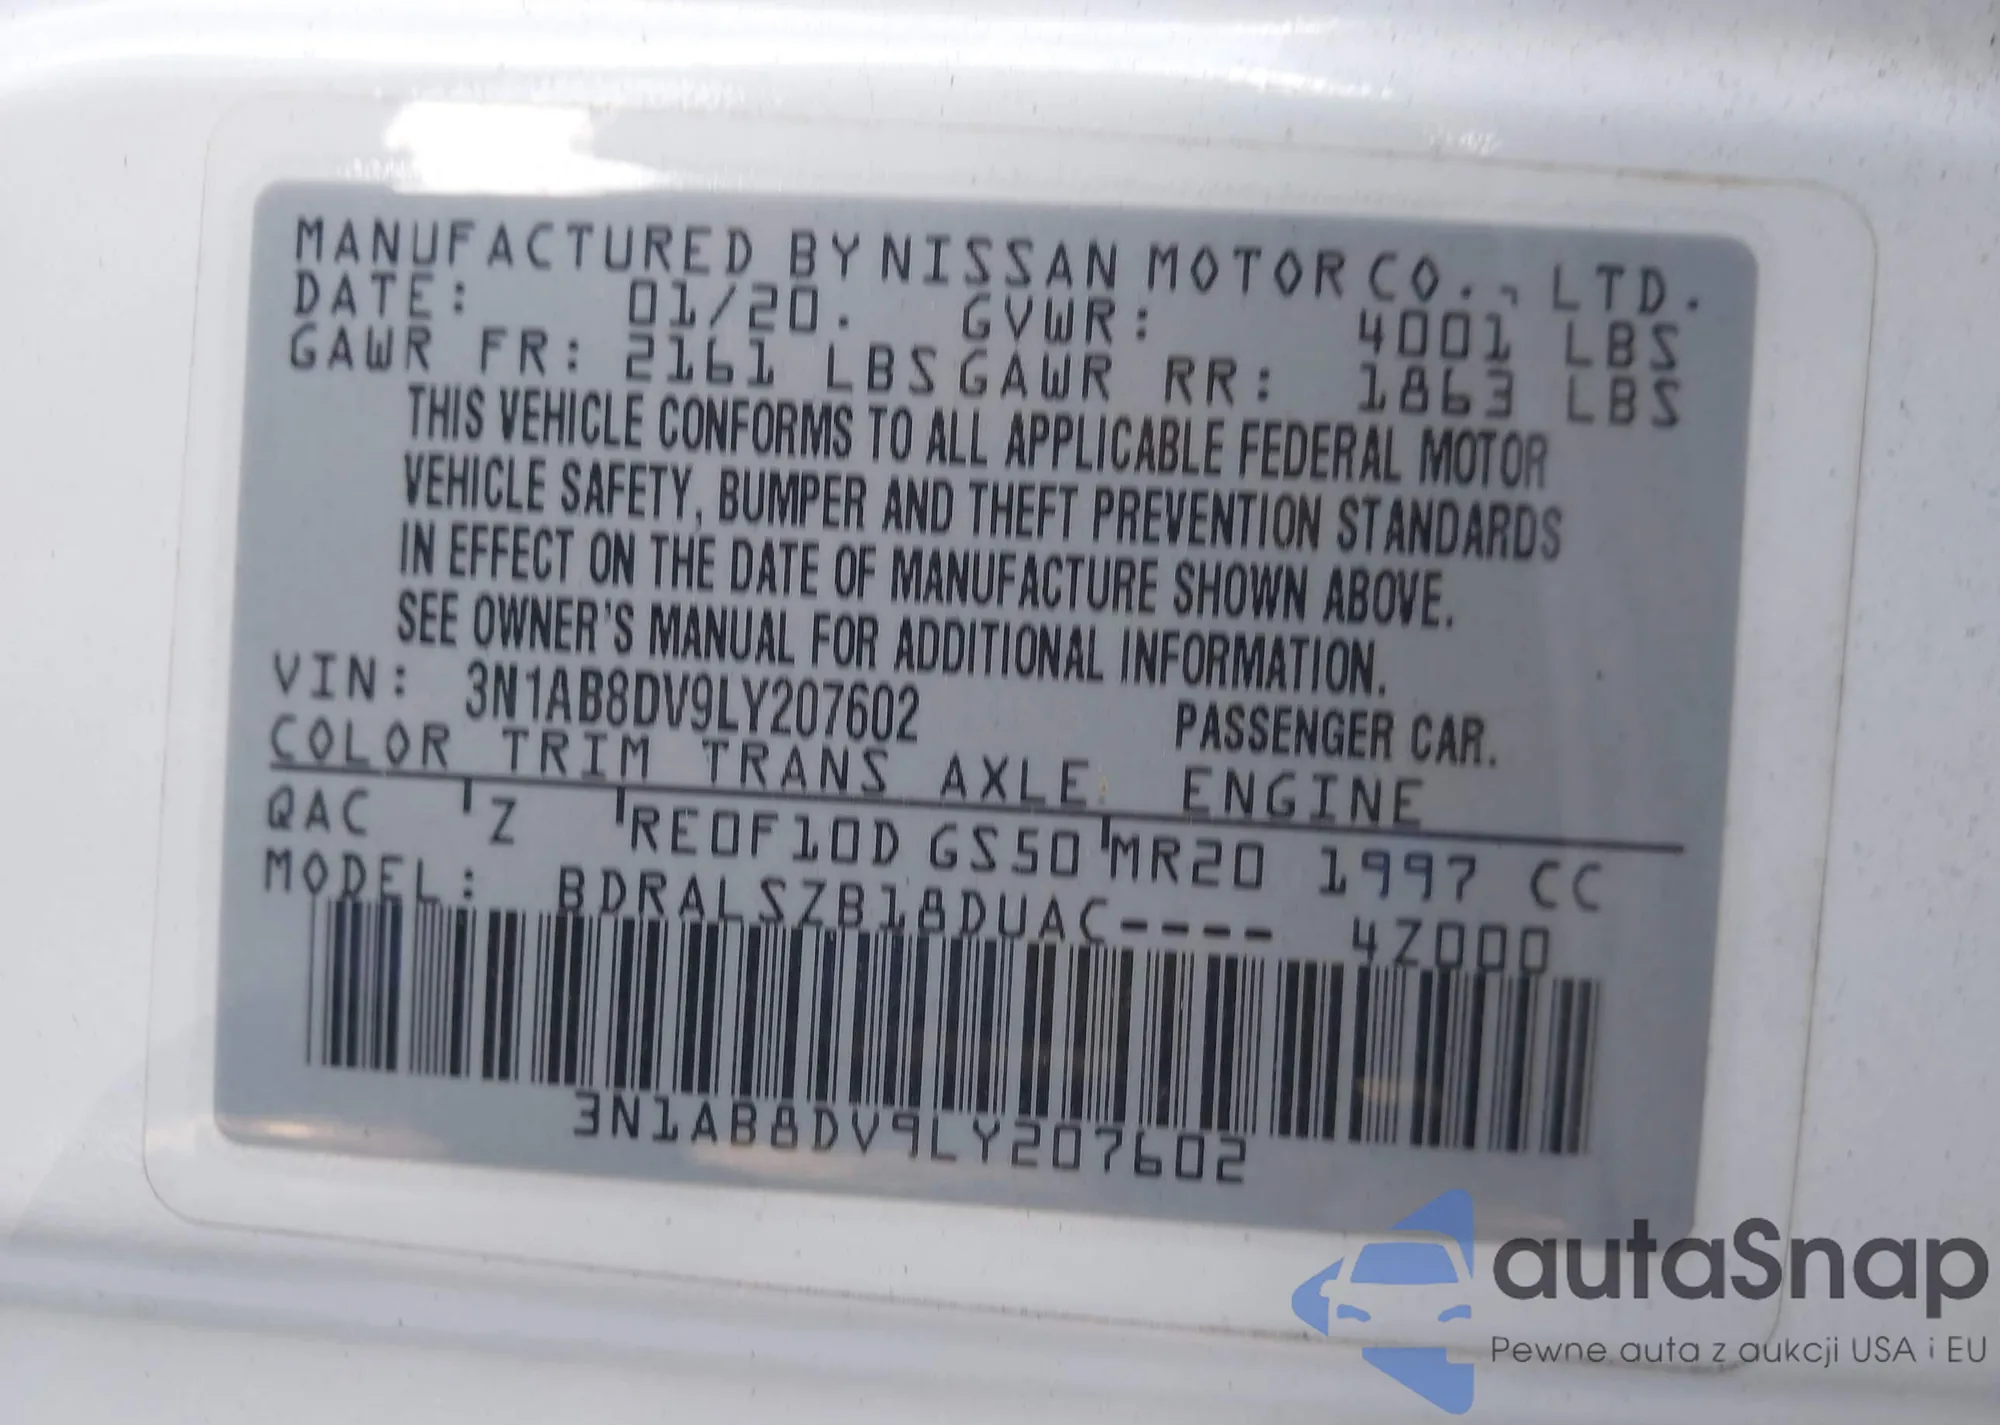 MANUFACTURED BY NISSAN MOTOR CO., LTD.
DATE: 01/20. GVWR: 4001 LBS
GAWR FR: 2161 LBS GAWR RR: 1863 LBS
THIS VEHICLE CONFORMS TO ALL APPLICABLE FEDERAL MOTOR
VEHICLE SAFETY, BUMPER AND THEFT PREVENTION STANDARDS
IN EFFECT ON THE DATE OF MANUFACTURE SHOWN ABOVE.
SEE OWNER'S MANUAL FOR ADDITIONAL INFORMATION.
VIN: 3N1AB8DV9LY207602 PASSENGER CAR.
COLOR TRIM TRANS AXLE ENGINE
QAC Z RE0F10D GS50 MR20 1997 CC
MODEL: BDRALSZB18DUAC---- 4Z000
3N1AB8DV9LY207602
autaSnap
Pewne auta z aukcji USA i EU